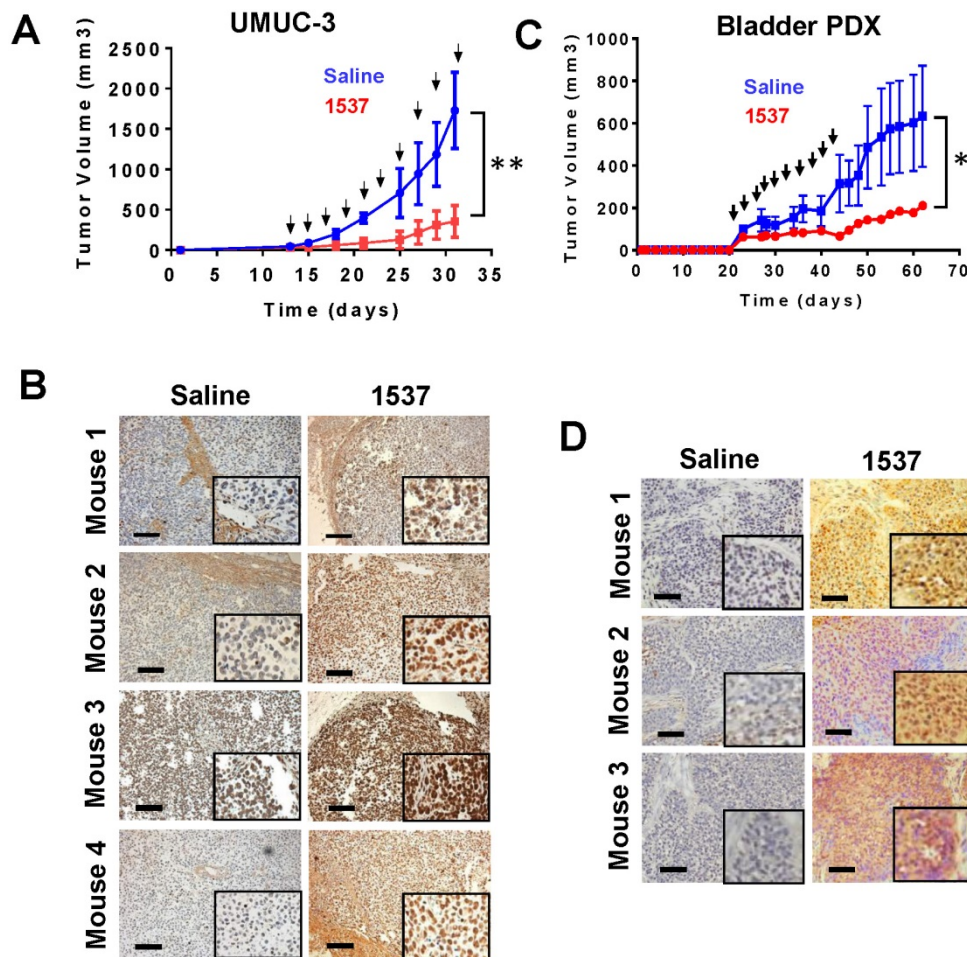 A
UMUC-3
Tumor Volume (mm3)
2500
2000
1500
1000
500
0
Saline
1537
**
0 5 10 15 20 25 30 35
Time (days)
C
Bladder PDX
Tumor Volume (mm3)
1000
800
600
400
200
0
Saline
1537
*
0 10 20 30 40 50 60 70
Time (days)
B
Saline 1537
Mouse 1
Mouse 2
Mouse 3
Mouse 4
D
Saline 1537
Mouse 1
Mouse 2
Mouse 3